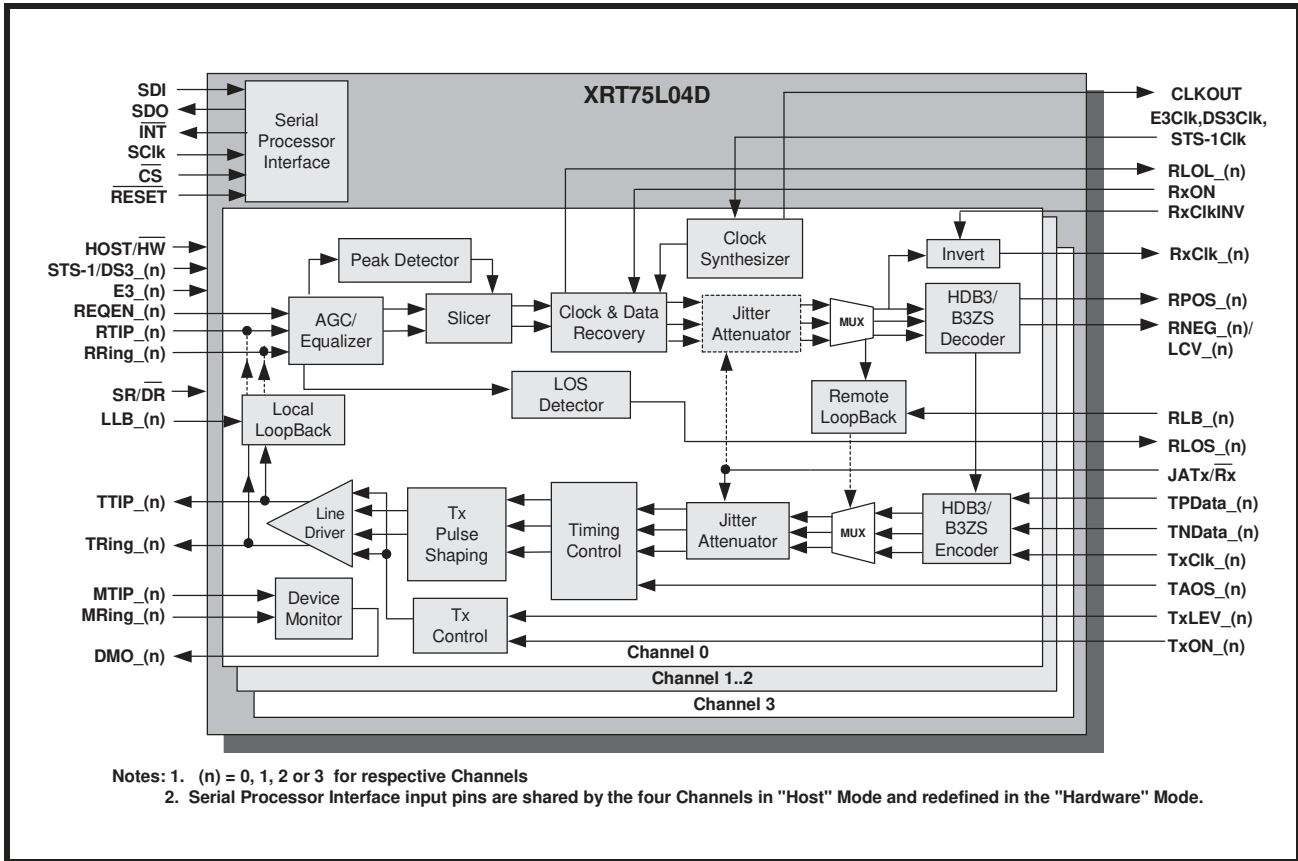 XRT75L04D
SDI
SDO
INT
SClk
CS
RESET
Serial
Processor
Interface
HOST/HW
STS-1/DS3_(n)
E3_(n)
REQEN_(n)
RTIP_(n)
RRing_(n)
SR/DR
LLB_(n)
TTIP_(n)
TRing_(n)
MTIP_(n)
MRing_(n)
DMO_(n)
Peak Detector
AGC/
Equalizer
Slicer
Clock & Data
Recovery
Clock
Synthesizer
Jitter
Attenuator
MUX
Invert
HDB3/
B3ZS
Decoder
LOS
Detector
Remote
LoopBack
Local
LoopBack
Line
Driver
Tx
Pulse
Shaping
Timing
Control
Jitter
Attenuator
MUX
HDB3/
B3ZS
Encoder
Device
Monitor
Tx
Control
Channel 0
Channel 1..2
Channel 3
CLKOUT
E3Clk,DS3Clk,
STS-1Clk
RLOL_(n)
RxON
RxClkINV
RxClk_(n)
RPOS_(n)
RNEG_(n)/
LCV_(n)
RLB_(n)
RLOS_(n)
JATx/Rx
TPData_(n)
TNData_(n)
TxClk_(n)
TAOS_(n)
TxLEV_(n)
TxON_(n)
Notes: 1. (n) = 0, 1, 2 or 3 for respective Channels
2. Serial Processor Interface input pins are shared by the four Channels in "Host" Mode and redefined in the "Hardware" Mode.